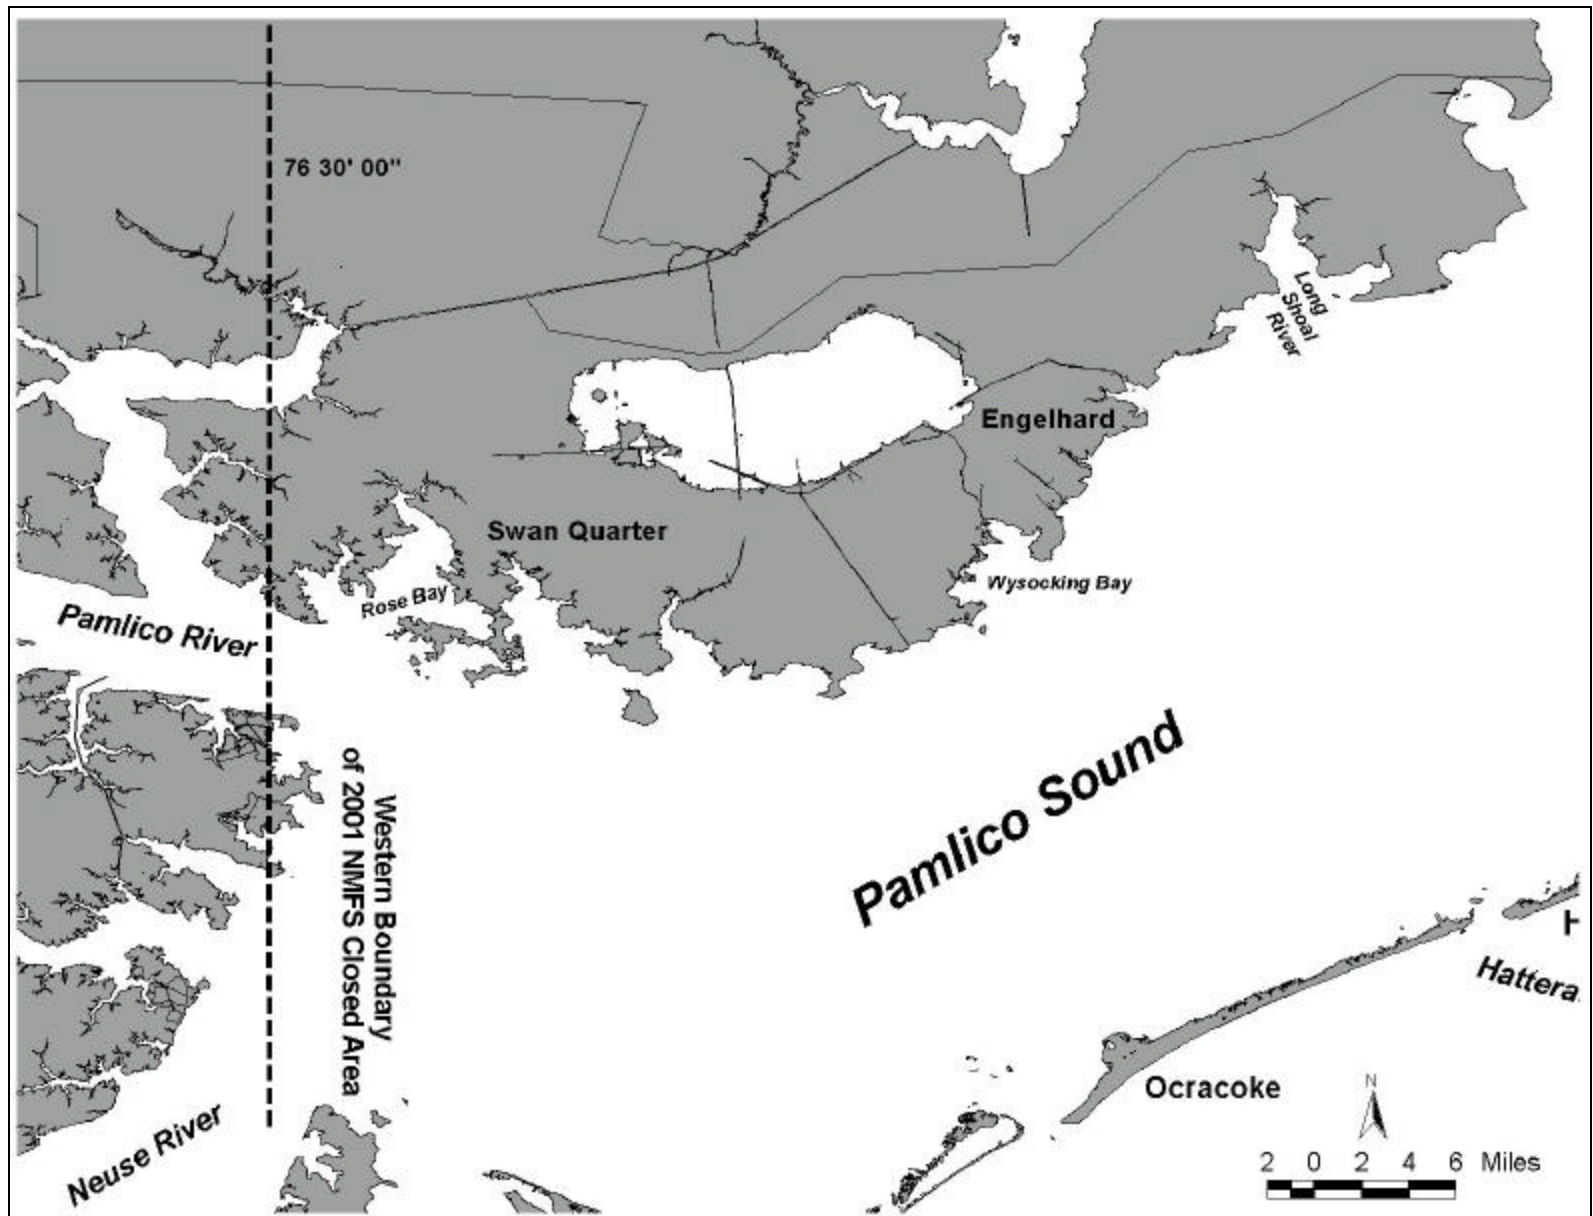 76 30' 00"
Long
Shoal
River
Engelhard
Swan Quarter
Wysocking Bay
Rose Bay
Pamlico River
Western Boundary
of 2001 NMFS Closed Area
Pamlico Sound
H
Hattera
Ocracoke
Neuse River
N
2 0 2 4 6 Miles